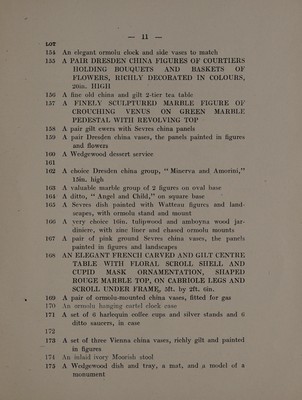 — 11 —
LOT
154 An elegant ormolu clock and side vases to match
155 A PAIR DRESDEN CHINA FIGURES OF COURTIERS
HOLDING BOUQUETS AND BASKETS OF
FLOWERS, RICHLY DECORATED IN COLOURS,
20in. HIGH
156 A fine old china and gilt 2-tier tea table
157 A FINELY SCULPTURED MARBLE FIGURE OF
CROUCHING VENUS ON GREEN MARBLE
PEDESTAL WITH REVOLVING TOP
158 A pair gilt ewers with Sevres china panels
159 A pair Dresden china vases, the panels painted in figures
and flowers
160 A Wedgewood dessert service
161
162 A choice Dresden china group, "Minerva and Amorini,"
15in. high
163 A valuable marble group of 2 figures on oval base
164 A ditto, "Angel and Child," on square base
165 A Sevres dish painted with Watteau figures and land-
scapes, with ormolu stand and mount
166 A very choice 16in. tulipwood and amboyna wood jar-
diniere, with zinc liner and chased ormolu mounts
167 A pair of pink ground Sevres china vases, the panels
painted in figures and landscapes
168 AN ELEGANT FRENCH CARVED AND GILT CENTRE
TABLE WITH FLORAL SCROLL SHELL AND
CUPID MASK ORNAMENTATION, SHAPED
ROUGE MARBLE TOP, ON CABRIOLE LEGS AND
SCROLL UNDER FRAME, 3ft. by 2ft. 6in.
169 A pair of ormolu-mounted china vases, fitted for gas
170 An ormolu hanging cartel clock case
171 A set of 6 harlequin coffee cups and silver stands and 6
ditto saucers, in case
172
173 A set of three Vienna china vases, richly gilt and painted
in figures
174 An inlaid ivory Moorish stool
175 A Wedgewood dish and tray, a mat, and a model of a
monument